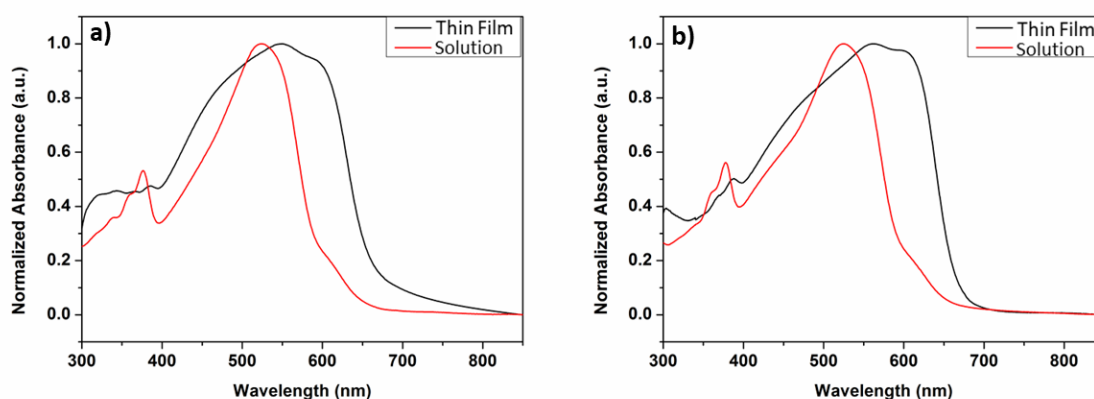 a)
Thin Film
Solution
1.0
0.8
0.6
0.4
0.2
0.0
Normalized Absorbance (a.u.)
300 400 500 600 700 800
Wavelength (nm)
b)
Thin Film
Solution
1.0
0.8
0.6
0.4
0.2
0.0
Normalized Absorbance (a.u.)
300 400 500 600 700 800
Wavelength (nm)